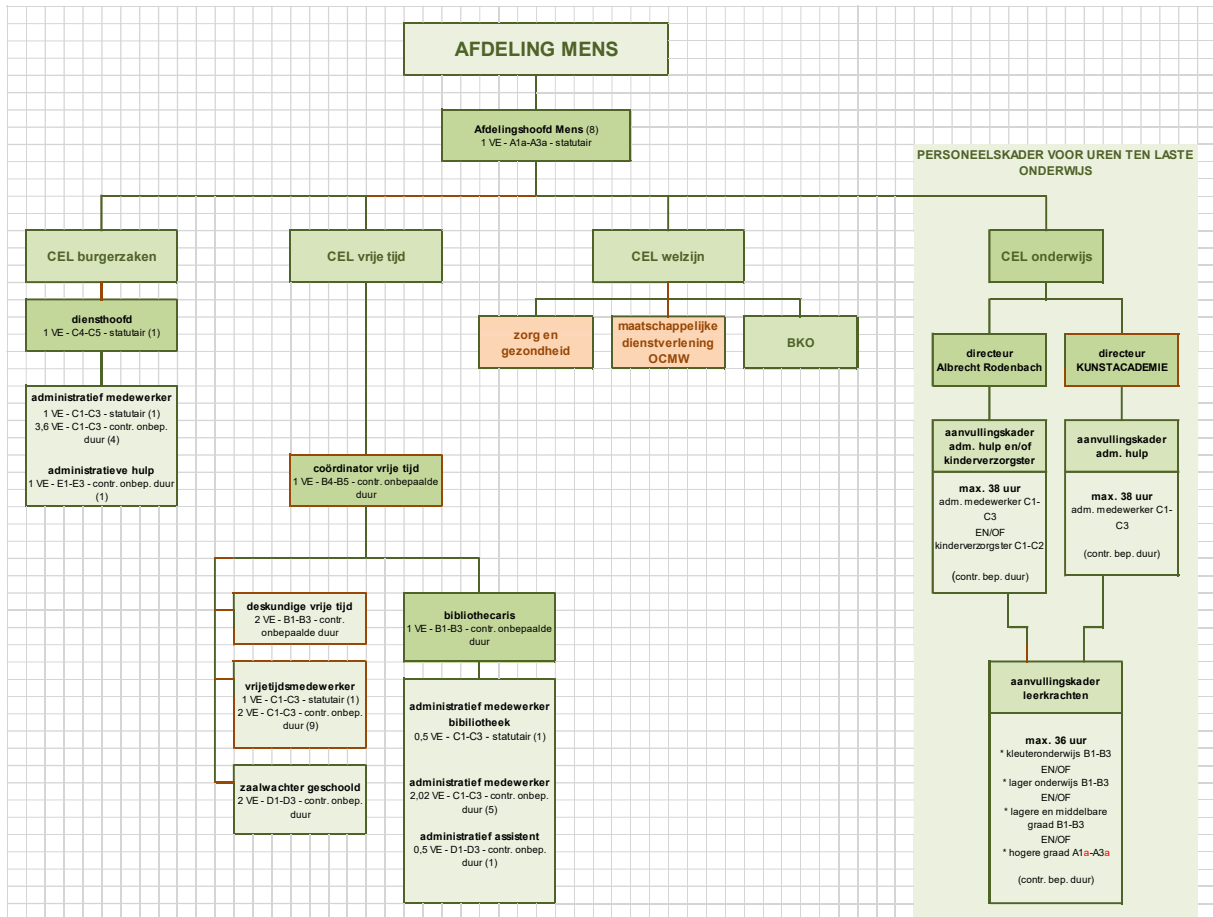 AFDELING MENS
Afdelingshoofd Mens (8)
1 VE - A1a-A3a - statutair
PERSONEELSKADER VOOR UREN TEN LASTE
ONDERWIJS
CEL burgerzaken
diensthoofd
1 VE - C4-C5 - statutair (1)
administratief medewerker
1 VE - C1-C3 - statutair (1)
3,6 VE - C1-C3 - contr. onbep.
duur (4)
administratieve hulp
1 VE - E1-E3 - contr. onbep. duur
(1)
CEL vrije tijd
coördinator vrije tijd
1 VE - B4-B5 - contr. onbepaalde
duur
deskundige vrije tijd
2 VE - B1-B3 - contr.
onbepaalde duur
vrijetijdsmedewerker
1 VE - C1-C3 - statutair (1)
2 VE - C1-C3 - contr. onbep.
duur (9)
zaalwachter geschoold
2 VE - D1-D3 - contr. onbep.
duur
bibliothecaris
1 VE - B1-B3 - contr. onbepaalde
duur
administratief medewerker
bibiliotheek
0,5 VE - C1-C3 - statutair (1)
administratief medewerker
2,02 VE - C1-C3 - contr. onbep.
duur (5)
administratief assistent
0,5 VE - D1-D3 - contr. onbep.
duur (1)
CEL welzijn
zorg en
gezondheid
maatschappelijke
dienstverlening
OCMW
BKO
CEL onderwijs
directeur
Albrecht Rodenbach
aanvullingskader
adm. hulp en/of
kinderverzorgster
max. 38 uur
adm. medewerker C1-
C3
EN/OF
kinderverzorgster C1-C2
(contr. bep. duur)
directeur
KUNSTACADEMIE
aanvullingskader
adm. hulp
max. 38 uur
adm. medewerker C1-
C3
(contr. bep. duur)
aanvullingskader
leerkrachten
max. 36 uur
* kleuteronderwijs B1-B3
EN/OF
* lager onderwijs B1-B3
EN/OF
* lagere en middelbare
graad B1-B3
EN/OF
* hogere graad A1a-A3a
(contr. bep. duur)